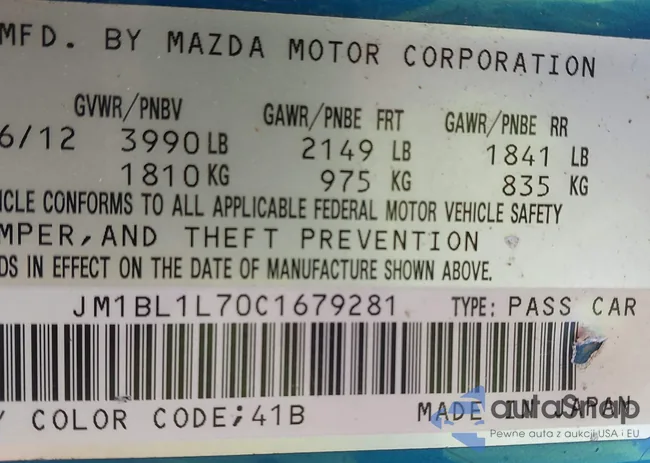 MFD. BY MAZDA MOTOR CORPORATION
GVWR/PNBV GAWR/PNBE FRT GAWR/PNBE RR
6/12 3990 LB 2149 LB 1841 LB
1810 KG 975 KG 835 KG
ICLE CONFORMS TO ALL APPLICABLE FEDERAL MOTOR VEHICLE SAFETY
MPER, AND THEFT PREVENTION
DS IN EFFECT ON THE DATE OF MANUFACTURE SHOWN ABOVE.
JM1BL1L70C1679281 TYPE: PASS CAR
Y COLOR CODE; 41B MADE IN JAPAN
autoSnap
Pewne auta z aukcji USA i EU